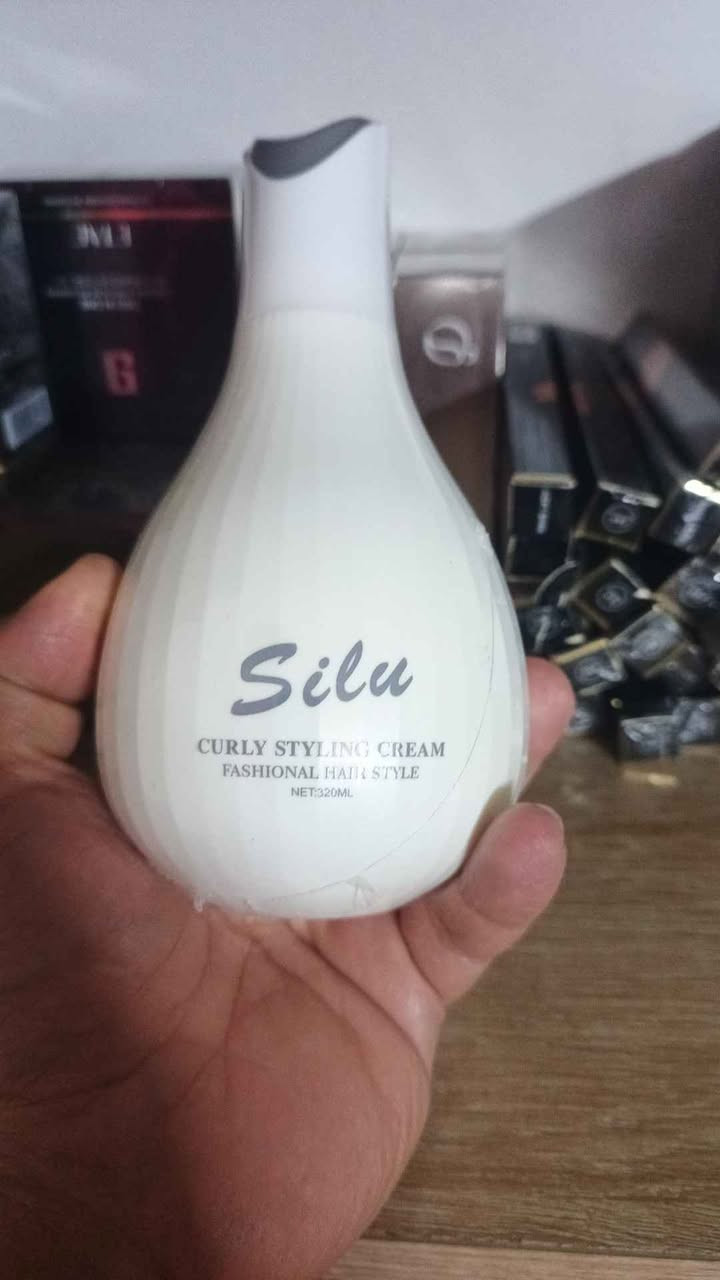 Silu
CURLY STYLING CREAM
FASHIONAL HAIR STYLE
NET:320ML